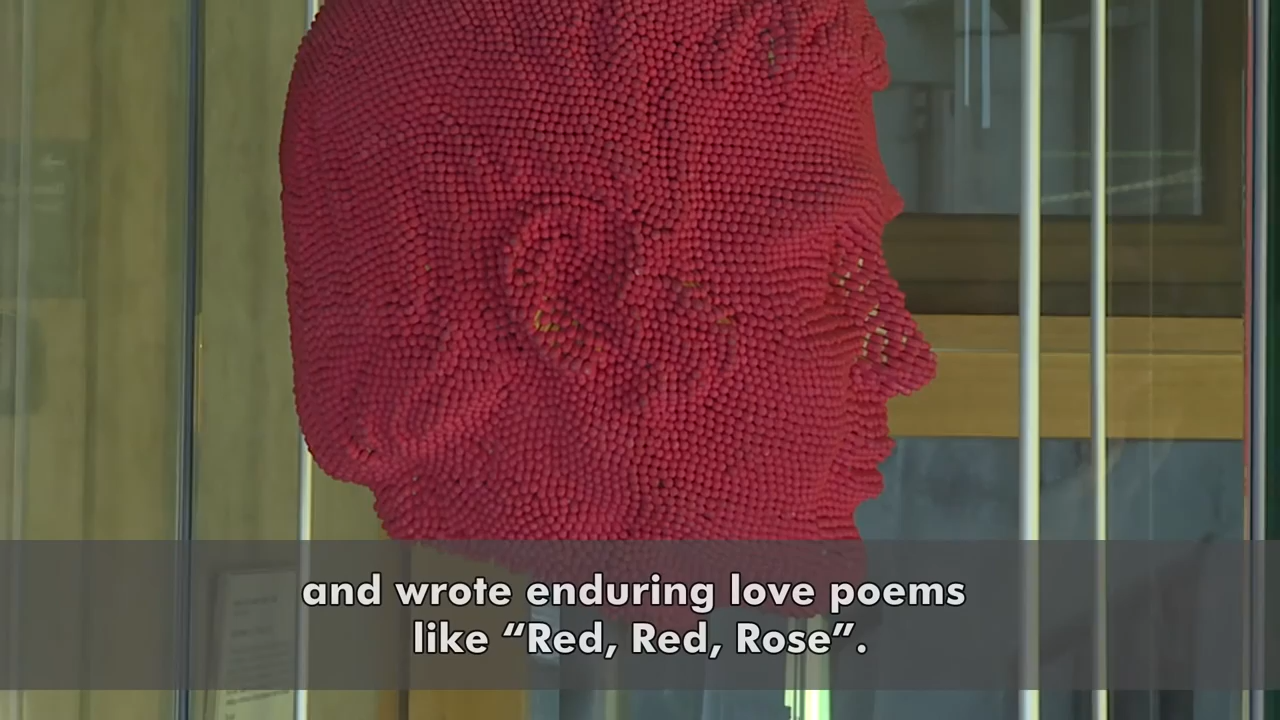 and wrote enduring love poems
like “Red, Red, Rose”.